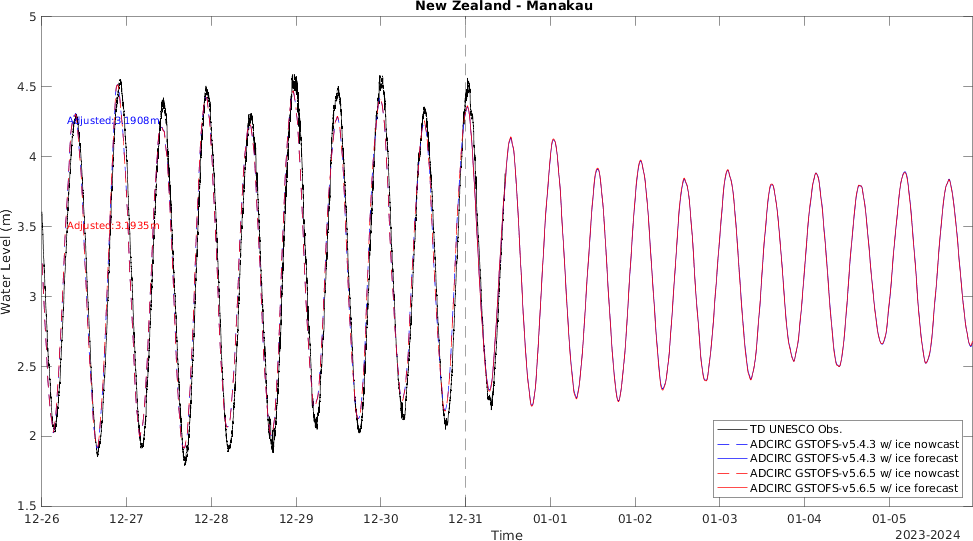 New Zealand - Manakau
5
4.5
4
3.5
3
2.5
2
1.5
Water Level (m)
Adjusted:3.1908m
Adjusted:3.1935m
TD UNESCO Obs.
ADCIRC GSTOFS-v5.4.3 w/ ice nowcast
ADCIRC GSTOFS-v5.4.3 w/ ice forecast
ADCIRC GSTOFS-v5.6.5 w/ ice nowcast
ADCIRC GSTOFS-v5.6.5 w/ ice forecast
12-26 12-27 12-28 12-29 12-30 12-31 01-01 01-02 01-03 01-04 01-05
Time
2023-2024